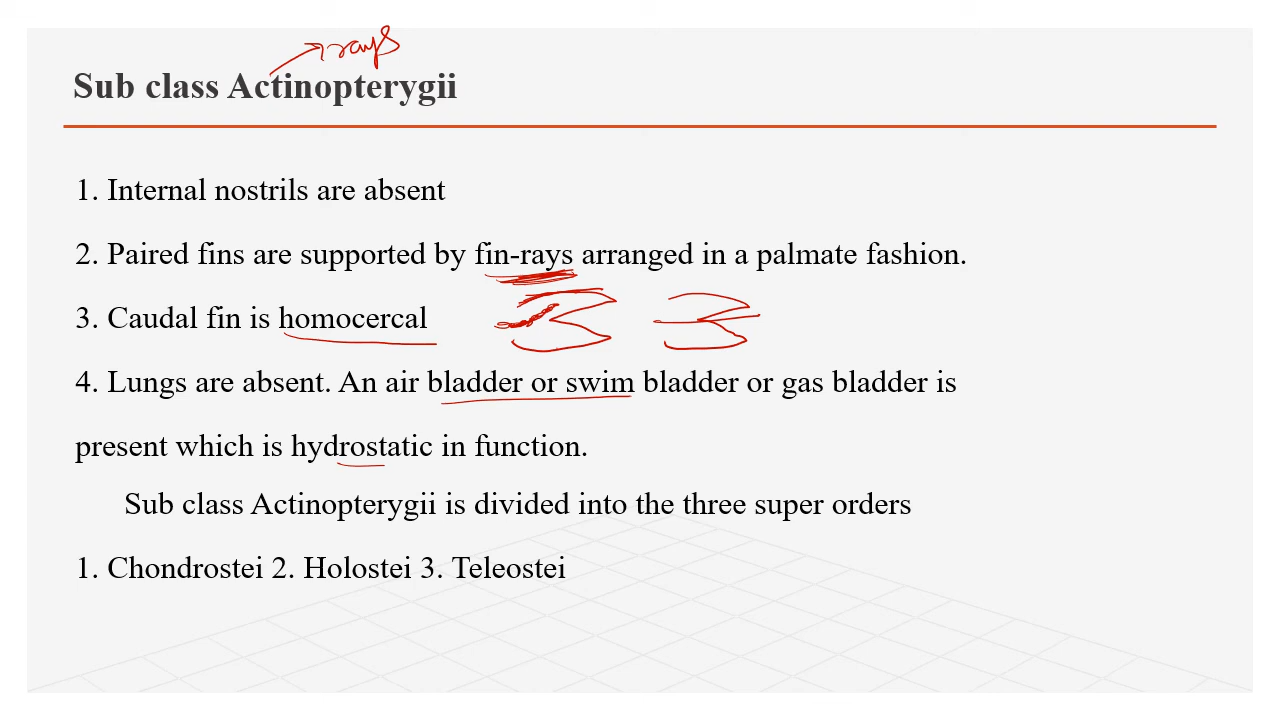 rays
Sub class Actinopterygii
1. Internal nostrils are absent
2. Paired fins are supported by fin-rays arranged in a palmate fashion.
3. Caudal fin is homocercal
4. Lungs are absent. An air bladder or swim bladder or gas bladder is
present which is hydrostatic in function.
Sub class Actinopterygii is divided into the three super orders
1. Chondrostei 2. Holostei 3. Teleostei